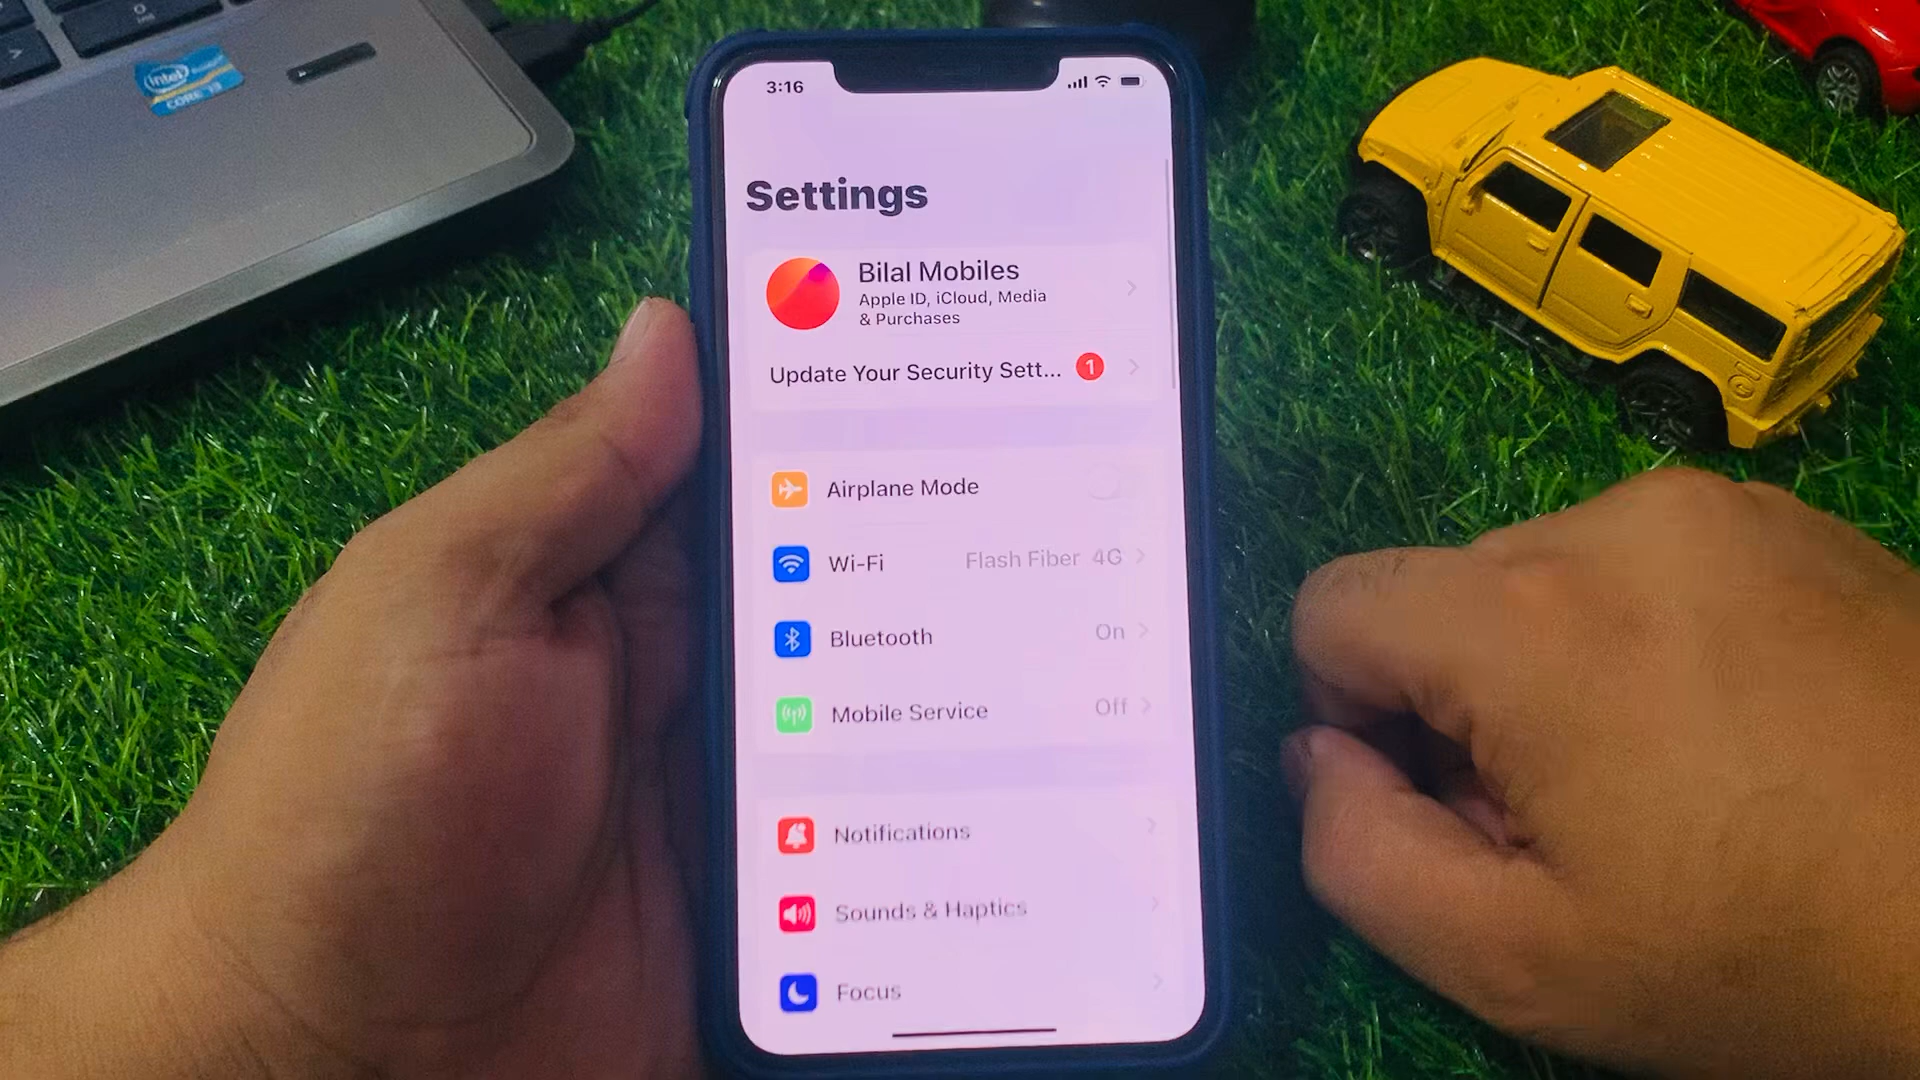 intel
CORE i3
3:16
Settings
Bilal Mobiles
Apple ID, iCloud, Media
& Purchases
Update Your Security Sett... 1
Airplane Mode
Wi-Fi Flash Fiber 4G
Bluetooth On
Mobile Service Off
Notifications
Sounds & Haptics
Focus